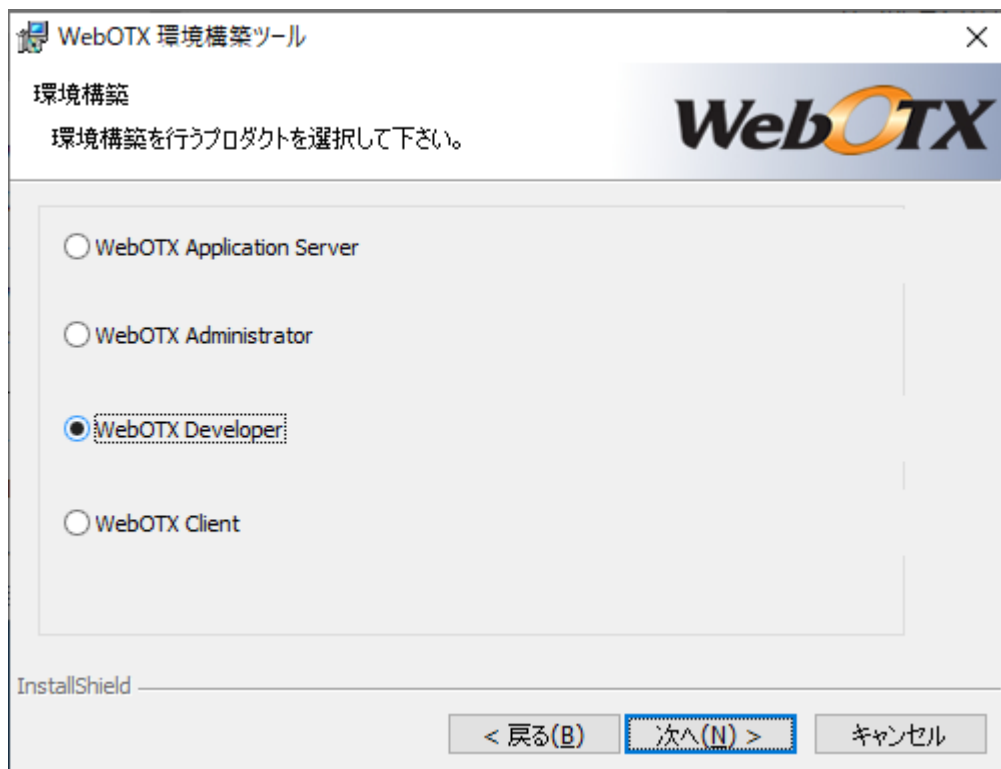 WebOTX 環境構築ツール
環境構築
環境構築を行うプロダクトを選択して下さい。
WebOTX
WebOTX Application Server
WebOTX Administrator
WebOTX Developer
WebOTX Client
InstallShield
< 戻る(B)
次へ(N) >
キャンセル